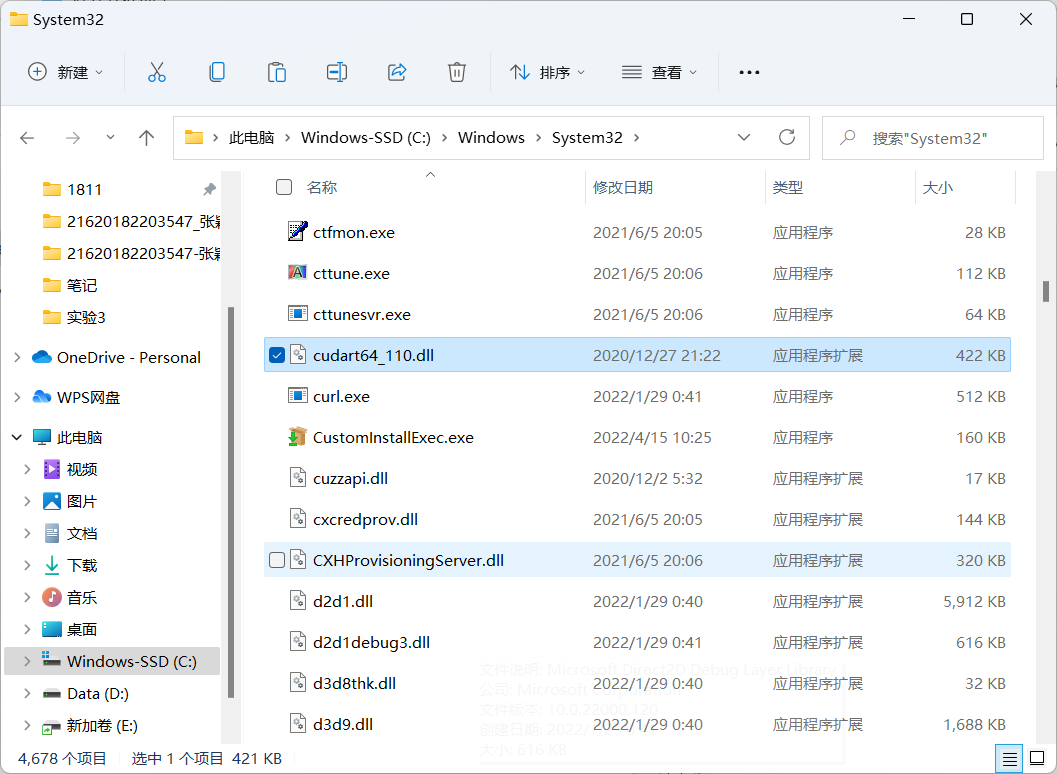 System32
新建
排序
查看
此电脑 Windows-SSD (C:) Windows System32
搜索"System32"
1811
21620182203547_张
21620182203547-张
笔记
实验3
OneDrive - Personal
WPS网盘
此电脑
视频
图片
文档
下载
音乐
桌面
Windows-SSD (C:)
Data (D:)
新加卷 (E:)
名称 修改日期 类型 大小
ctfmon.exe 2021/6/5 20:05 应用程序 28 KB
cttune.exe 2021/6/5 20:06 应用程序 112 KB
cttunesvr.exe 2021/6/5 20:06 应用程序 64 KB
cudart64_110.dll 2020/12/27 21:22 应用程序扩展 422 KB
curl.exe 2022/1/29 0:41 应用程序 512 KB
CustomInstallExec.exe 2022/4/15 10:25 应用程序 160 KB
cuzzapi.dll 2020/12/2 5:32 应用程序扩展 17 KB
cxcredprov.dll 2021/6/5 20:05 应用程序扩展 144 KB
CXHProvisioningServer.dll 2021/6/5 20:06 应用程序扩展 320 KB
d2d1.dll 2022/1/29 0:40 应用程序扩展 5,912 KB
d2d1debug3.dll 2022/1/29 0:41 应用程序扩展 616 KB
文件说明: Microsoft Direct2D Debug Layer Library
d3d8thk.dll 2022/1/29 0:40 应用程序扩展 32 KB
公司: Microsoft Corporation
文件版本: 10.0.22000.120
d3d9.dll 2022/1/29 0:40 应用程序扩展 1,688 KB
创建日期: 2022/
大小: 616 KB
4,678 个项目 选中 1 个项目 421 KB